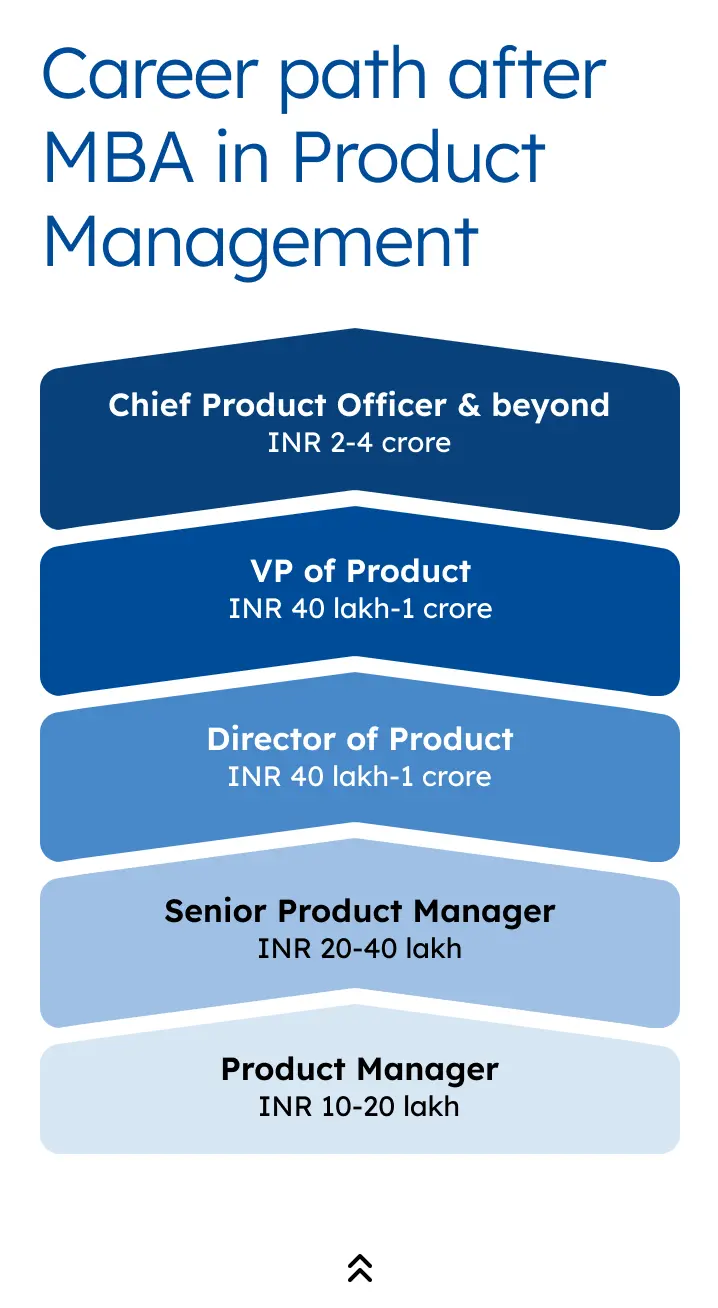 Career path after
MBA in Product
Management
Chief Product Officer & beyond
INR 2-4 crore
VP of Product
INR 40 lakh-1 crore
Director of Product
INR 40 lakh-1 crore
Senior Product Manager
INR 20-40 lakh
Product Manager
INR 10-20 lakh